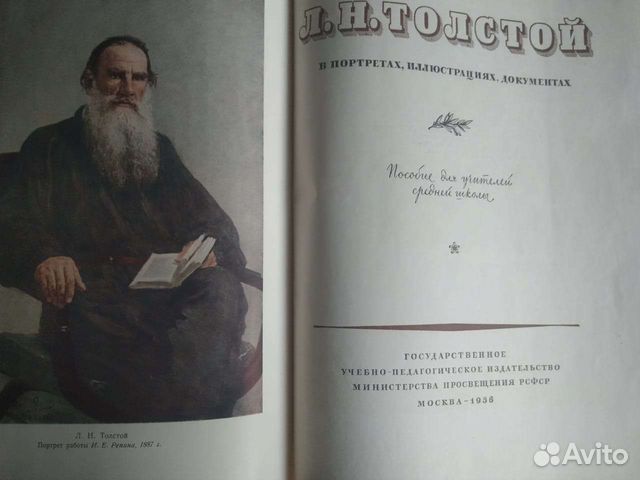 Л. Н. Толстой
Портрет работы И. Е. Репина, 1887 г.
Л.Н.ТОЛСТОЙ
В ПОРТРЕТАХ, ИЛЛЮСТРАЦИЯХ, ДОКУМЕНТАХ
Пособие для учителей
средней школы
ГОСУДАРСТВЕННОЕ
УЧЕБНО-ПЕДАГОГИЧЕСКОЕ ИЗДАТЕЛЬСТВО
МИНИСТЕРСТВА ПРОСВЕЩЕНИЯ РСФСР
МОСКВА-1956
Avito